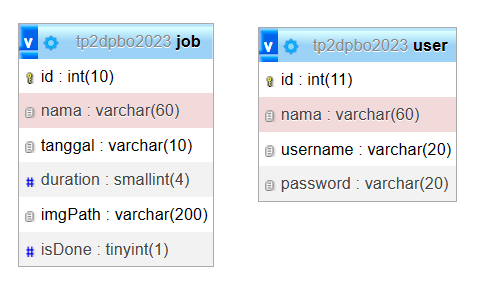 v tp2dpbo2023 job
id : int(10)
nama : varchar(60)
tanggal : varchar(10)
# duration : smallint(4)
imgPath : varchar(200)
# isDone : tinyint(1)
v tp2dpbo2023 user
id : int(11)
nama : varchar(60)
username : varchar(20)
password : varchar(20)